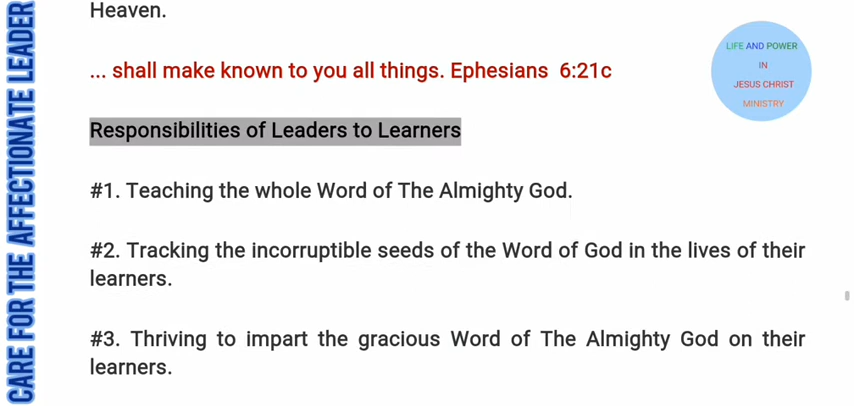 CARE FOR THE AFFECTIONATE LEADER
Heaven.
... shall make known to you all things. Ephesians 6:21c
LIFE AND POWER
IN
JESUS CHRIST
MINISTRY
Responsibilities of Leaders to Learners
#1. Teaching the whole Word of The Almighty God.
#2. Tracking the incorruptible seeds of the Word of God in the lives of their
learners.
#3. Thriving to impart the gracious Word of The Almighty God on their
learners.